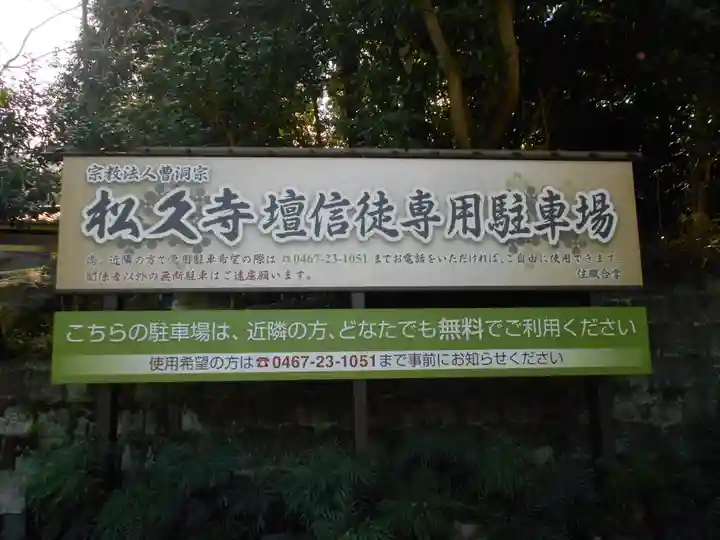 宗教法人曹洞宗
松久寺 壇信徒専用駐車場
尚、近隣の方で急用駐車希望の際は ☎0467-23-1051 までお電話をいただければ、ご自由に使用できます。
関係者以外の無断駐車はご遠慮願います。
住職合掌
こちらの駐車場は、近隣の方、どなたでも無料でご利用ください
使用希望の方は☎0467-23-1051まで事前にお知らせください